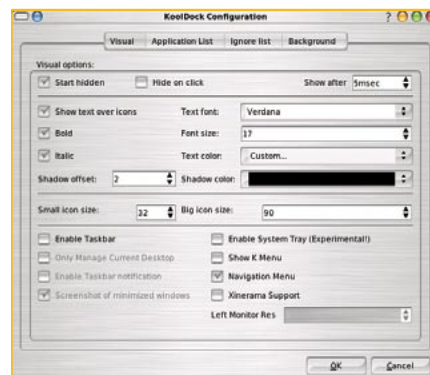 KoolDock Configuration ?
Visual Application List Ignore list Background
Visual options:
Start hidden Hide on click Show after 5msec
Show text over icons Text font: Verdana
Bold Font size: 17
Italic Text color: Custom...
Shadow offset: 2 Shadow color:
Small icon size: 32 Big icon size: 90
Enable Taskbar Enable System Tray (Experimental!)
Only Manage Current Desktop Show K Menu
Enable Taskbar notification Navigation Menu
Screenshot of minimized windows Xinerama Support
Left Monitor Res
OK Cancel